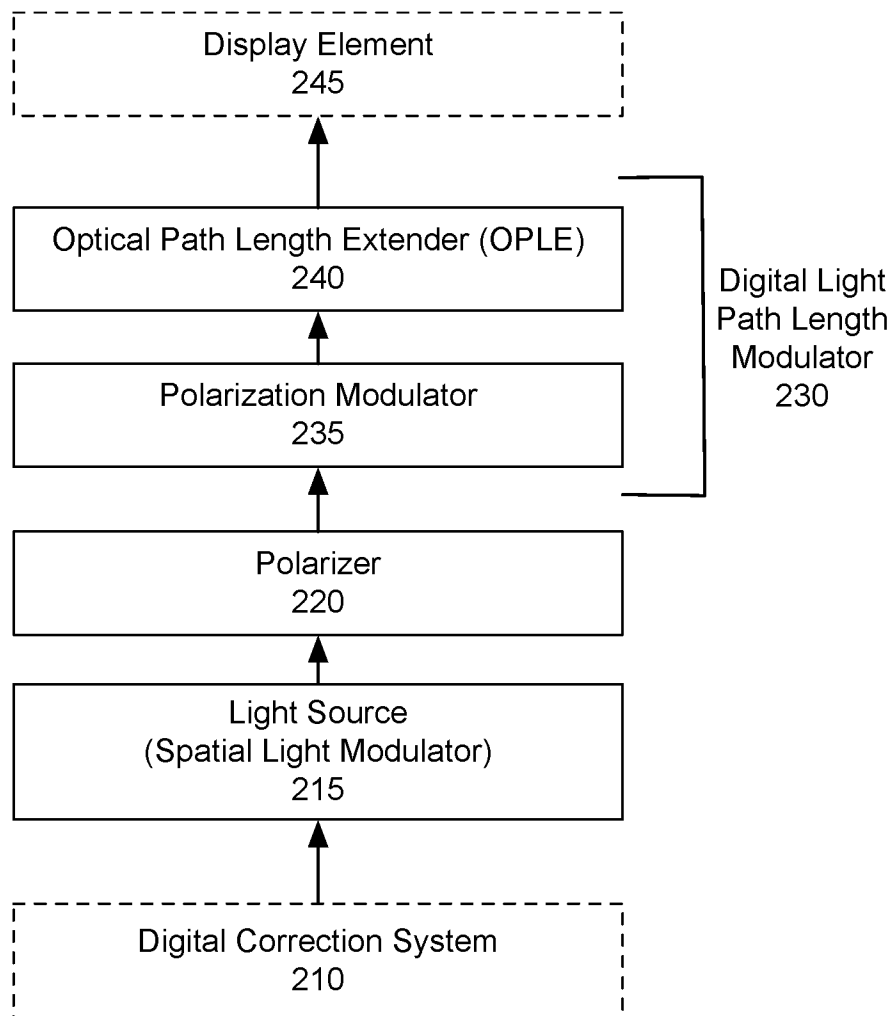 Display Element
245
Optical Path Length Extender (OPLE)
240
Digital Light
Path Length
Modulator
230
Polarization Modulator
235
Polarizer
220
Light Source
(Spatial Light Modulator)
215
Digital Correction System
210